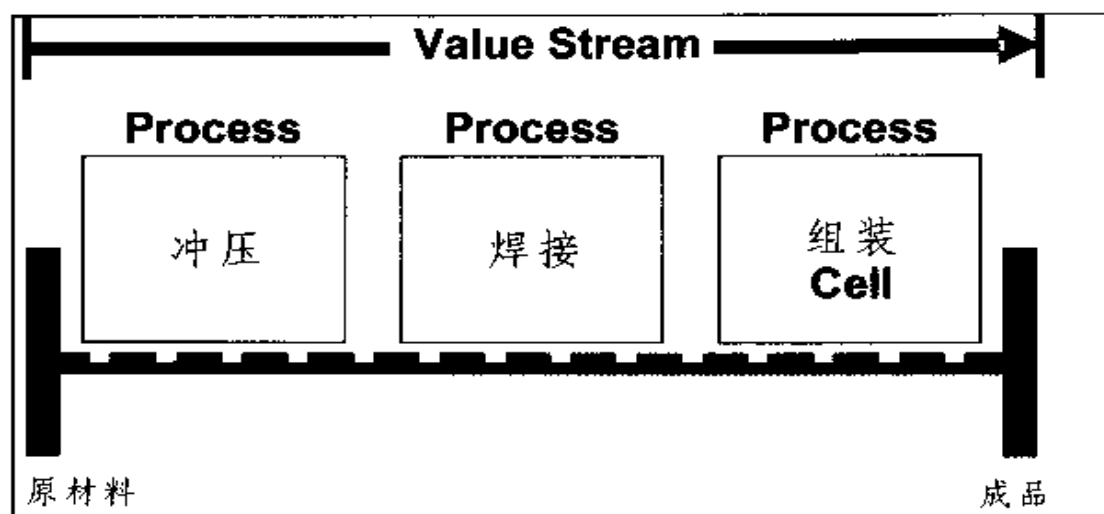 Value Stream
Process
Process
Process
冲压
焊接
组装
Cell
原材料
成品